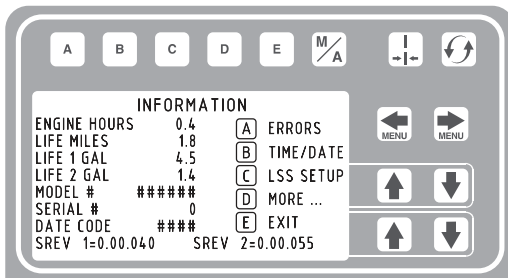 A B C D E M/A
INFORMATION
ENGINE HOURS 0.4
LIFE MILES 1.8
LIFE 1 GAL 4.5
LIFE 2 GAL 1.4
MODEL # ######
SERIAL # 0
DATE CODE ####
SREV 1=0.00.040 SREV 2=0.00.055
A ERRORS
B TIME/DATE
C LSS SETUP
D MORE ...
E EXIT
MENU MENU